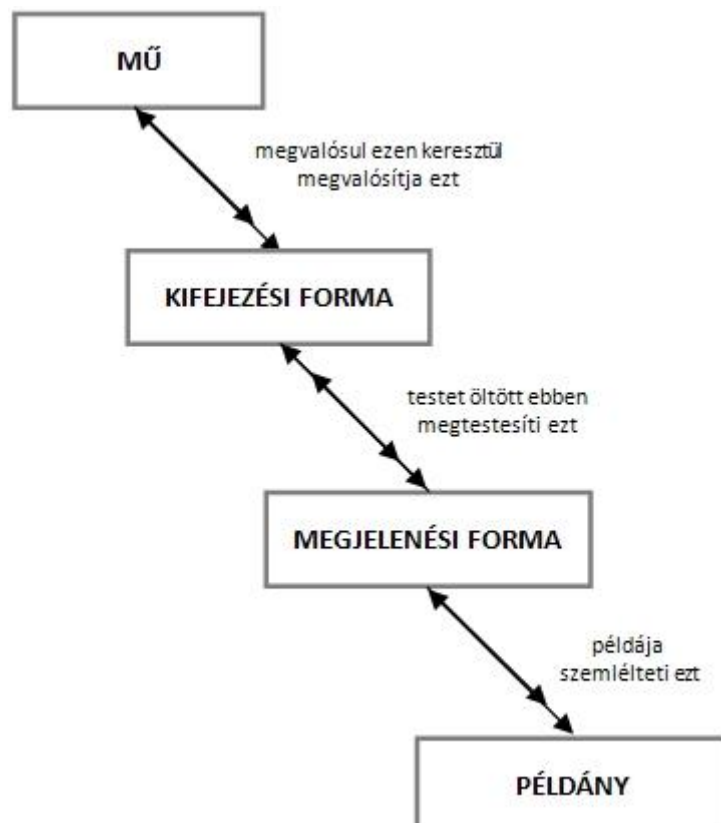 MŰ
megvalósul ezen keresztül
megvalósítja ezt
KIFEJEZÉSI FORMA
testet öltött ebben
megtestesíti ezt
MEGJELENÉSI FORMA
példája
szemlélteti ezt
PÉLDÁNY